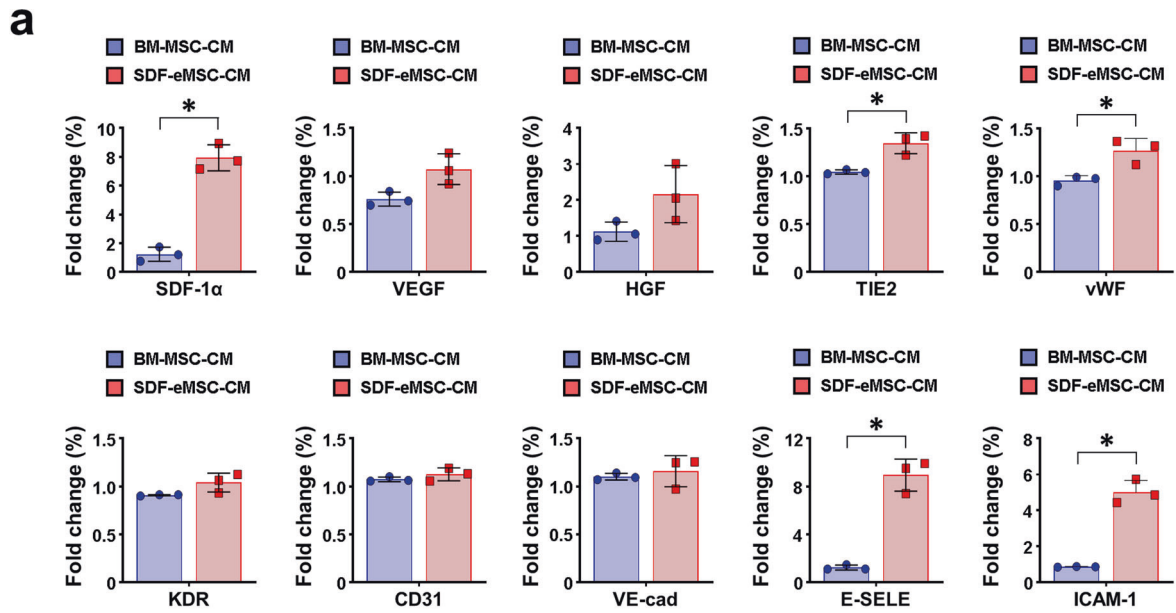 a
BM-MSC-CM
SDF-eMSC-CM
*
Fold change (%)
10
8
6
4
2
0
SDF-1α
BM-MSC-CM
SDF-eMSC-CM
Fold change (%)
1.5
1.0
0.5
0
VEGF
BM-MSC-CM
SDF-eMSC-CM
Fold change (%)
4
3
2
1
0
HGF
BM-MSC-CM
SDF-eMSC-CM
*
Fold change (%)
1.5
1.0
0.5
0
TIE2
BM-MSC-CM
SDF-eMSC-CM
*
Fold change (%)
1.5
1.0
0.5
0
vWF
BM-MSC-CM
SDF-eMSC-CM
Fold change (%)
1.5
1.0
0.5
0
KDR
BM-MSC-CM
SDF-eMSC-CM
Fold change (%)
1.5
1.0
0.5
0
CD31
BM-MSC-CM
SDF-eMSC-CM
Fold change (%)
1.5
1.0
0.5
0
VE-cad
BM-MSC-CM
SDF-eMSC-CM
*
Fold change (%)
12
8
4
0
E-SELE
BM-MSC-CM
SDF-eMSC-CM
*
Fold change (%)
8
6
4
2
0
ICAM-1